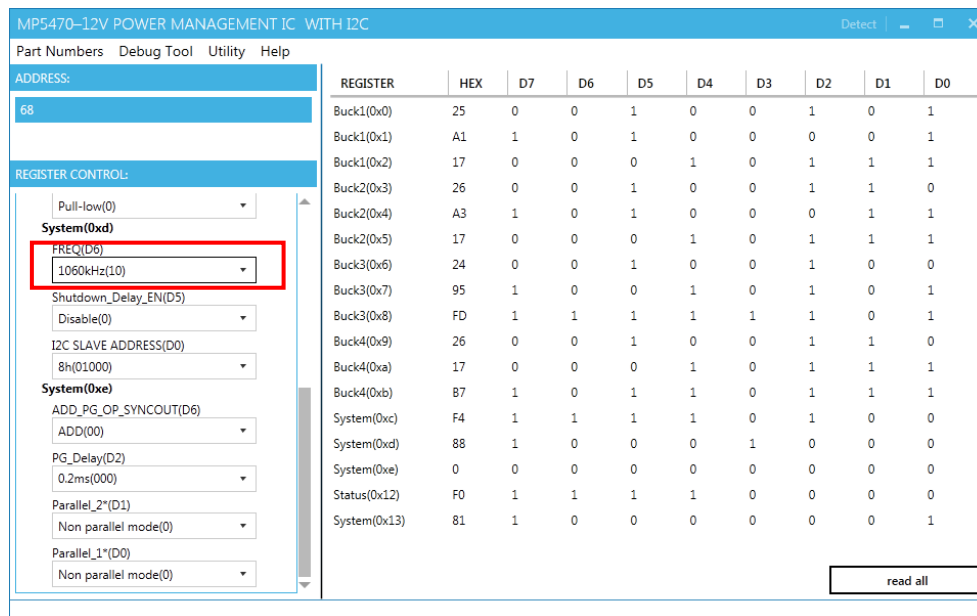 MP5470–12V POWER MANAGEMENT IC WITH I2C Detect
Part Numbers Debug Tool Utility Help
ADDRESS:
68
REGISTER CONTROL:
Pull-low(0)
System(0xd)
FREQ(D6)
1060kHz(10)
Shutdown_Delay_EN(D5)
Disable(0)
I2C SLAVE ADDRESS(D0)
8h(01000)
System(0xe)
ADD_PG_OP_SYNCOUT(D6)
ADD(00)
PG_Delay(D2)
0.2ms(000)
Parallel_2*(D1)
Non parallel mode(0)
Parallel_1*(D0)
Non parallel mode(0)
REGISTER HEX D7 D6 D5 D4 D3 D2 D1 D0
Buck1(0x0) 25 0 0 1 0 0 1 0 1
Buck1(0x1) A1 1 0 1 0 0 0 0 1
Buck1(0x2) 17 0 0 0 1 0 1 1 1
Buck2(0x3) 26 0 0 1 0 0 1 1 0
Buck2(0x4) A3 1 0 1 0 0 0 1 1
Buck2(0x5) 17 0 0 0 1 0 1 1 1
Buck3(0x6) 24 0 0 1 0 0 1 0 0
Buck3(0x7) 95 1 0 0 1 0 1 0 1
Buck3(0x8) FD 1 1 1 1 1 1 0 1
Buck4(0x9) 26 0 0 1 0 0 1 1 0
Buck4(0xa) 17 0 0 0 1 0 1 1 1
Buck4(0xb) B7 1 0 1 1 0 1 1 1
System(0xc) F4 1 1 1 1 0 1 0 0
System(0xd) 88 1 0 0 0 1 0 0 0
System(0xe) 0 0 0 0 0 0 0 0 0
Status(0x12) F0 1 1 1 1 0 0 0 0
System(0x13) 81 1 0 0 0 0 0 0 1
read all